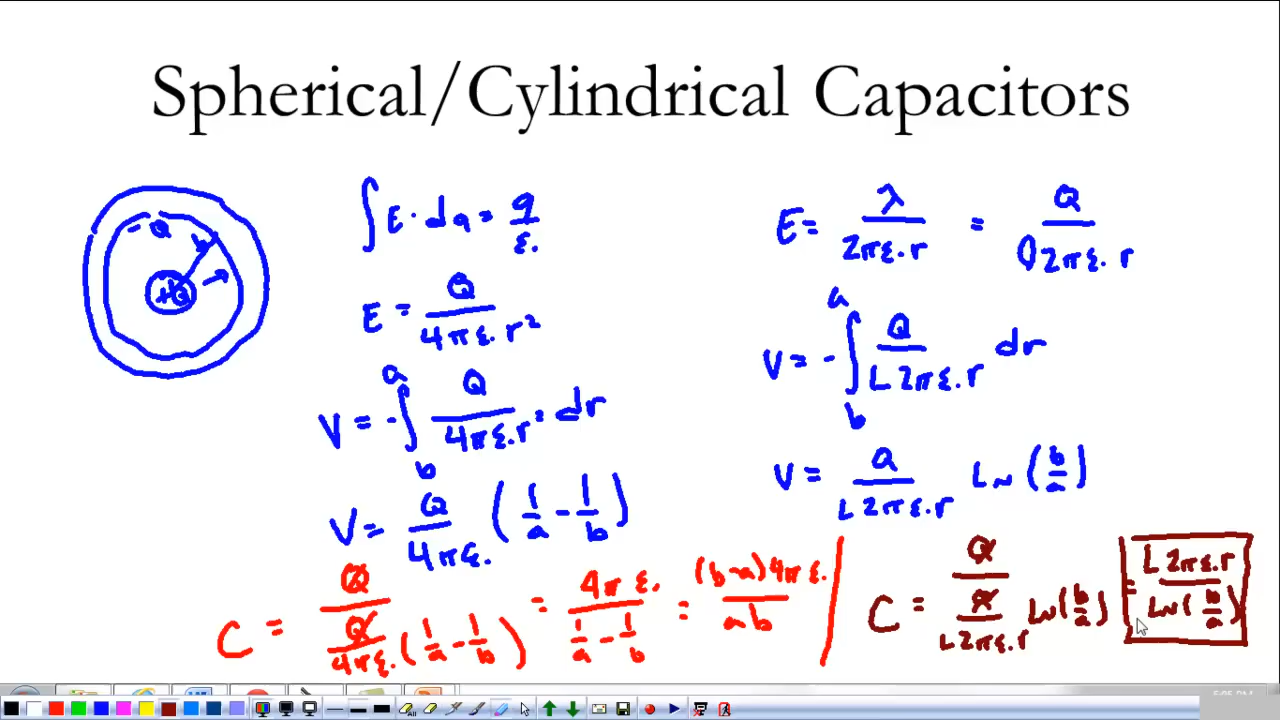 Spherical/Cylindrical Capacitors
- Q
b
+Q
∫ E · da = q/ε₀
E = Q/(4πε₀r²)
V = -∫_b^a Q/(4πε₀r²) dr
V = Q/(4πε₀) (1/a - 1/b)
C = Q/(Q/(4πε₀) (1/a - 1/b)) = 4πε₀/(1/a - 1/b) = (b-a)4πε₀/(ab)
E = λ/(2πε₀r) = Q/(l 2πε₀r)
V = -∫_b^a Q/(L2πε₀r) dr
V = Q/(L2πε₀r) Ln(b/a)
C = Q/(Q/(L2πε₀r) Ln(b/a)) = L2πε₀r/Ln(b/a)